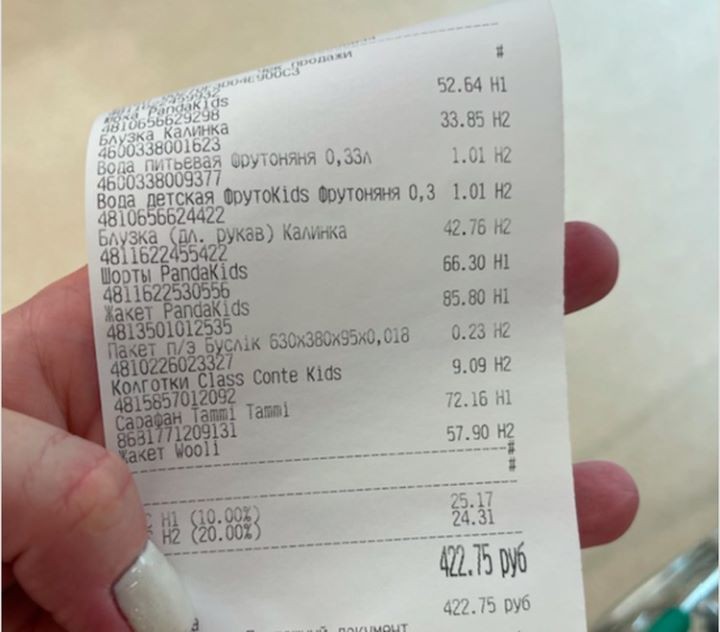 продажи
#
4811622459932
PandaKids 52.64 H1
4810656629298
Блузка Калинка 33.85 H2
4600338001623
Вода питьевая Фрутоняня 0,33л 1.01 H2
4600338009377
Вода детская ФрутоKids Фрутоняня 0,3 1.01 H2
4810656624422
Блузка (дл. рукав) Калинка 42.76 H2
4811622455422
Шорты PandaKids 66.30 H1
4811622530556
Жакет PandaKids 85.80 H1
4813501012535
Пакет п/э Буслiк 630x380x95x0,018 0.23 H2
4810226023327
Колготки Class Conte Kids 9.09 H2
4815857012092
Сарафан Tammi Tammi 72.16 H1
8681771209131
Жакет Wooli 57.90 H2
#
#
H1 (10.00%) 25.17
H2 (20.00%) 24.31
422.75 руб
422.75 руб
документ